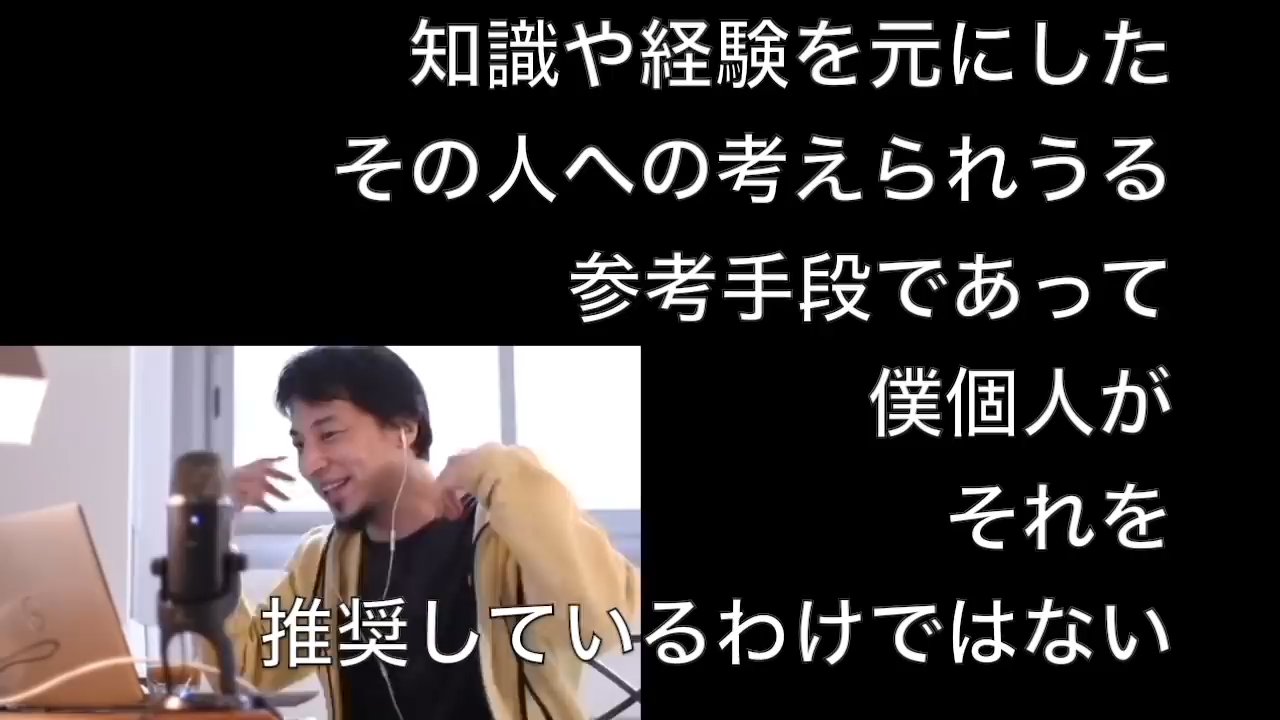 知識や経験を元にした
その人への考えられうる
参考手段であって
僕個人が
それを
推奨しているわけではない